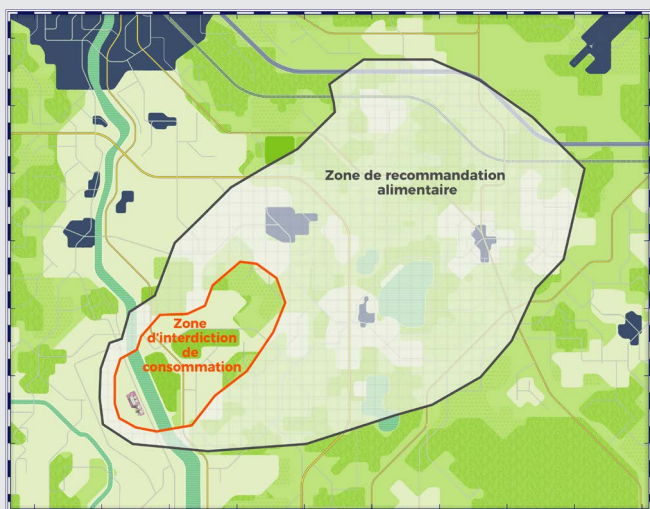 Zone de recommandation
alimentaire
Zone
d'interdiction
de
consommation